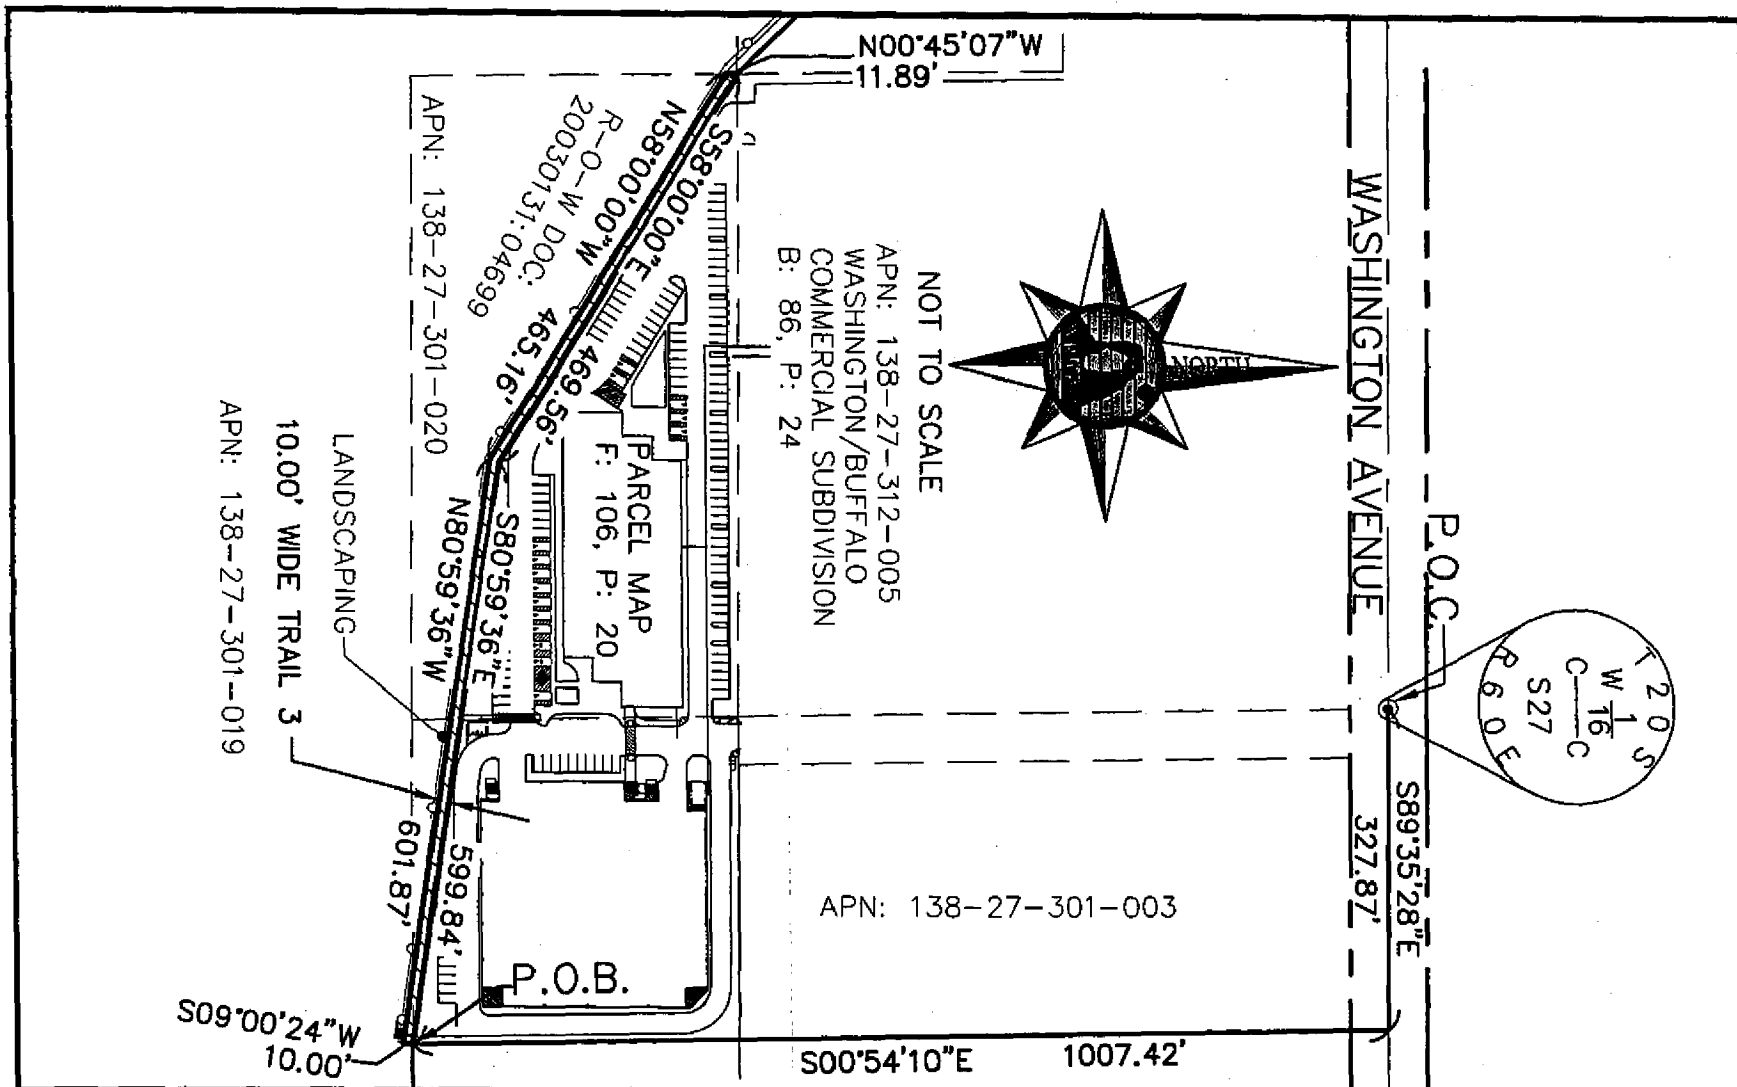 N00°45'07"W
11.89'
S58°00'00"E
469.56'
N58°00'00"W
465.16'
R-O-W DOC:
20030131:04699
APN: 138-27-301-020
WASHINGTON AVENUE
P.O.C.
T20S
W 1/16
C——C
S27
R60E
S89°35'28"E
327.87'
NORTH
NOT TO SCALE
APN: 138-27-312-005
WASHINGTON/BUFFALO
COMMERCIAL SUBDIVISION
B: 86, P: 24
PARCEL MAP
F: 106, P: 20
S80°59'36"E
N80°59'36"W
LANDSCAPING
10.00' WIDE TRAIL 3
APN: 138-27-301-019
599.84'
601.87'
APN: 138-27-301-003
P.O.B.
S09°00'24"W
10.00'
S00°54'10"E 1007.42'